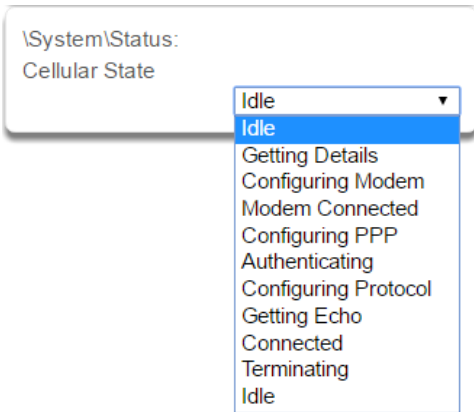 \System\Status:
Cellular State
Idle
Idle
Getting Details
Configuring Modem
Modem Connected
Configuring PPP
Authenticating
Configuring Protocol
Getting Echo
Connected
Terminating
Idle